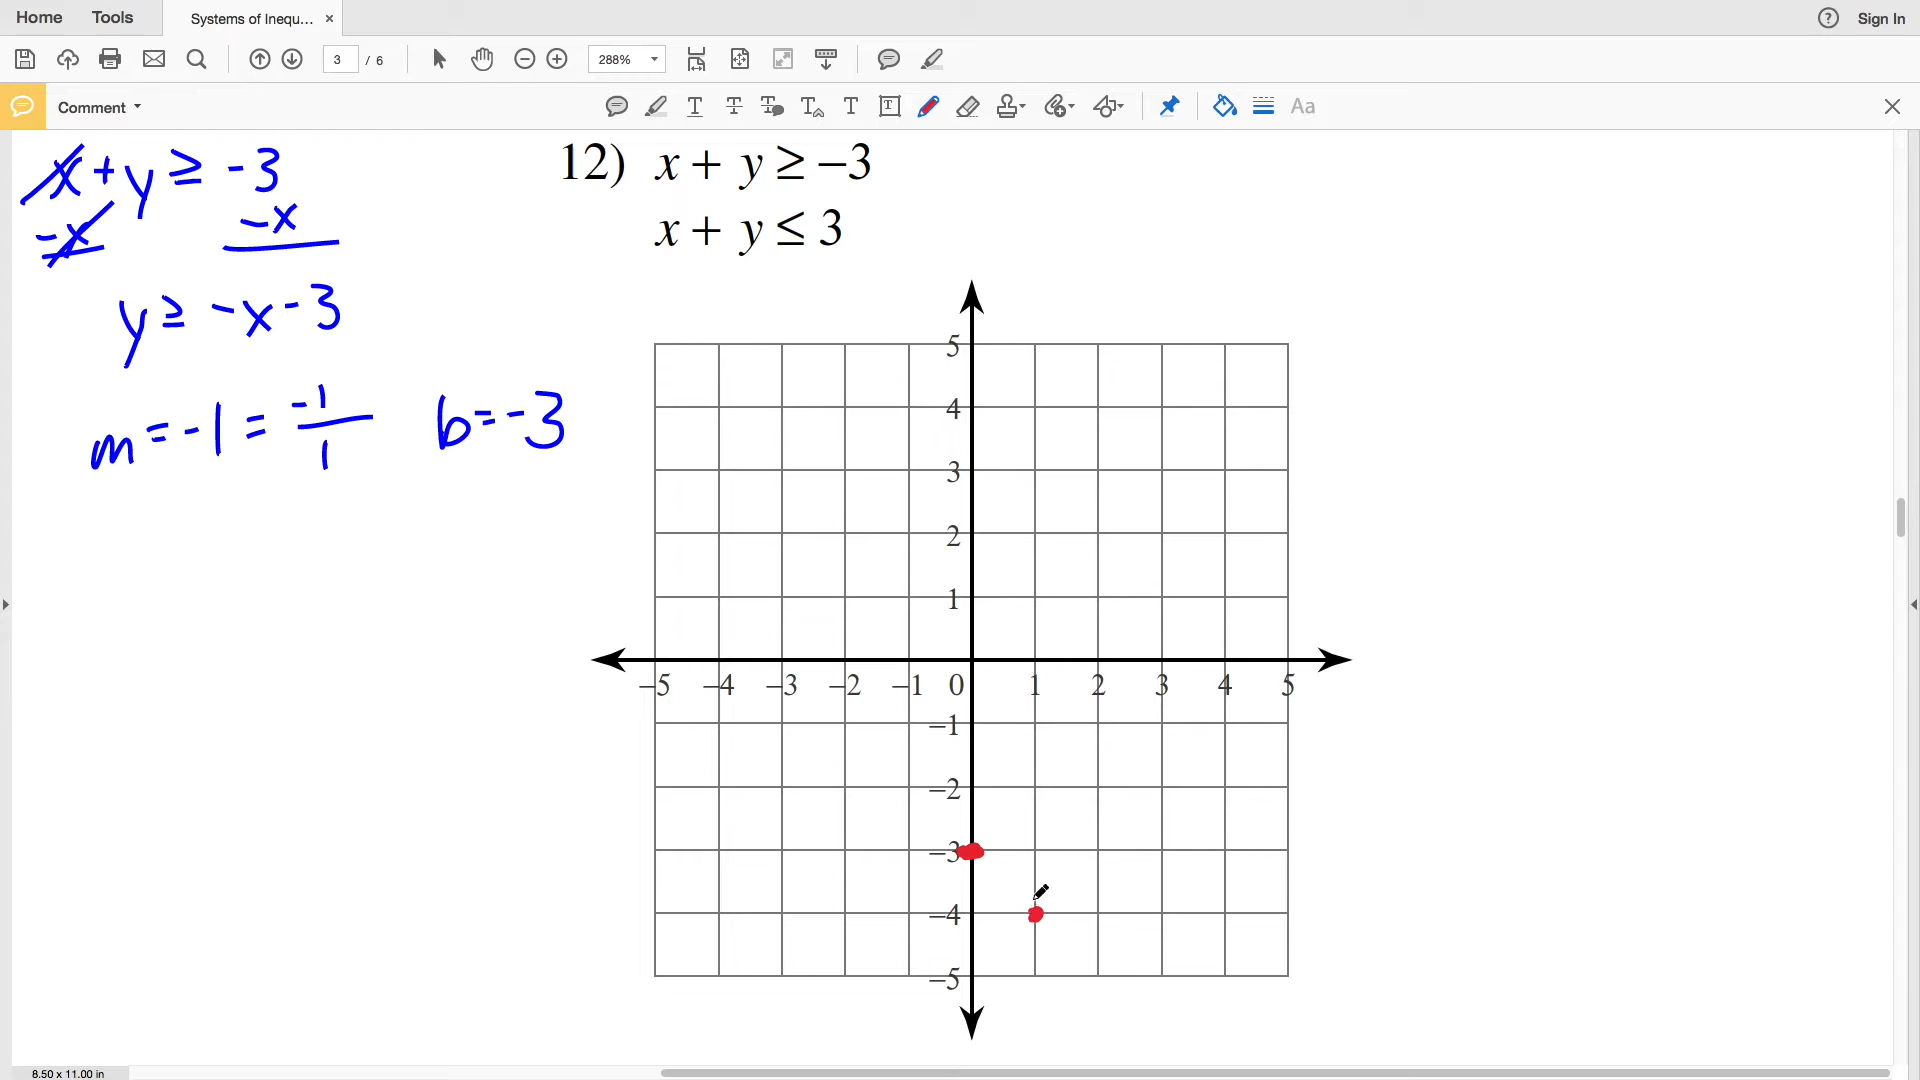 Home Tools Systems of Inequ... × ? Sign In
3 / 6 288%
Comment T T T T T T Aa
x + y ≥ -3
-x -x
y ≥ -x - 3
m = -1 = -1/1 b = -3
12) x + y ≥ −3
x + y ≤ 3
5
4
3
2
1
−5 −4 −3 −2 −1 0 1 2 3 4 5
−1
−2
−3
−4
−5
8.50 x 11.00 in